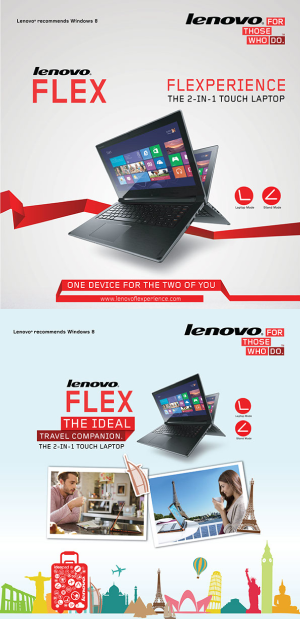 Lenovo® recommends Windows 8
lenovo® FOR
THOSE
WHO DO.
lenovo®
FLEX
FLEXPERIENCE
THE 2-IN-1 TOUCH LAPTOP
Laptop Mode
Stand Mode
ONE DEVICE FOR THE TWO OF YOU
www.lenovoflexperience.com
Lenovo® recommends Windows 8
lenovo® FOR
THOSE
WHO DO.
lenovo®
FLEX
THE IDEAL
TRAVEL COMPANION.
THE 2-IN-1 TOUCH LAPTOP
Laptop Mode
Stand Mode